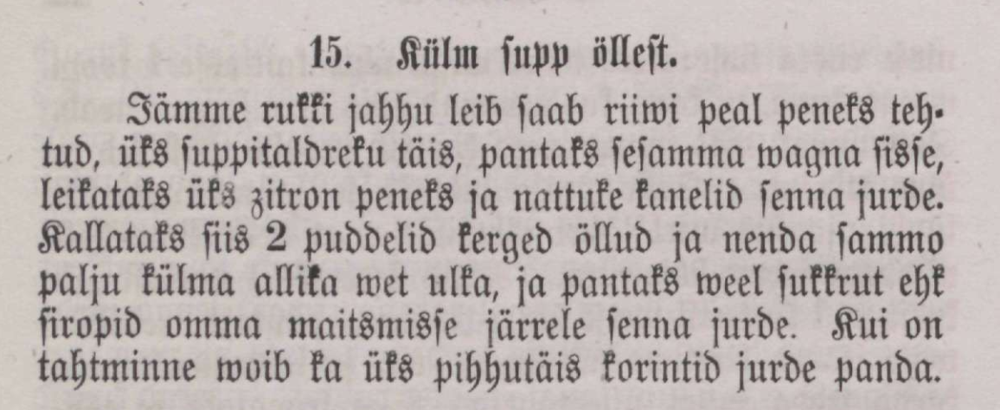 15. Külm supp öllest.
Jämme rukki jahhu leib saab riiwi peal peneks teh-
tud, üks suppitaldreku täis, pantaks sesamma wagna sisse,
leikataks üks zitron peneks ja nattuke kanelid senna jurde.
Kallataks siis 2 puddelid kerged öllud ja nenda sammo
palju külma allika wet ulka, ja pantaks weel sukkrut ehk
siropid omma maitsmisse järrele senna jurde. Kui on
tahtminne woib ka üks pihhutäis korintid jurde panda.